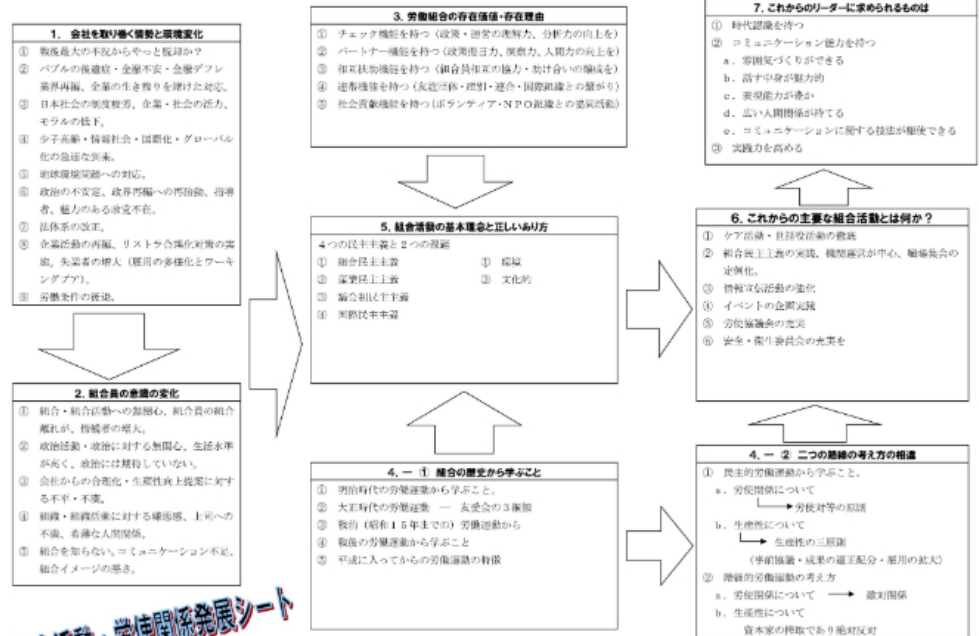 1. 会社を取り巻く情勢と環境変化
① 戦後最大の不況からやっと脱却か?
② バブルの後遺症・金融不安・金融デフレ
業界再編、企業の生き残りを賭けた対応。
③ 日本社会の制度疲労、企業・社会の活力、
モラルの低下。
④ 少子高齢・情報社会・国際化・グローバル
化の急速な到来。
⑤ 地球環境問題への対応。
⑥ 政治の不安定、政界再編への再始動、指導
者、魅力のある政党不在。
⑦ 法体系の改正。
⑧ 企業活動の再編、リストラ合理化対策の実
施。失業者の増大(雇用の多様化とワーキ
ングプア)。
⑨ 労働条件の後退。
2. 組合員の意識の変化
① 組合・組合活動への無関心、組合員の組合
離れが、傍観者の増大。
② 政治活動・政治に対する無関心、生活水準
が高く、政治には期待していない。
③ 会社からの合理化・生産性向上提案に対す
る不平・不満。
④ 組織・組織活動に対する嫌悪感、上司への
不満、希薄な人間関係。
⑤ 組合を知らない。コミュニケーション不足、
組合イメージの悪さ。
3. 労働組合の存在価値・存在理由
① チェック機能を持つ(政策・運営の理解力、分析力の向上を)
② パートナー機能を持つ(政策復刊力、洞察力、人間力の向上を)
③ 相互扶助機能を持つ(組合員相互の協力・助け合いの醸成を)
④ 連帯機能を持つ(友誼団体・産別・連合・国際組織との繋がり)
⑤ 社会貢献機能を持つ(ボランティア・NPO組織との協同活動)
5. 組合活動の基本理念と正しいあり方
4つの民主主義と2つの視線
① 組合民主主義 ① 環境
② 産業民主主義 ② 文化的
③ 議会制民主主義
④ 国際民主主義
4. ー ① 組合の歴史から学ぶこと
① 明治時代の労働運動から学ぶこと。
② 大正時代の労働運動 ― 友愛会の3綱領
③ 戦前(昭和15年までの)労働運動から
④ 戦後の労働運動から学ぶこと
⑤ 平成に入ってからの労働運動の特徴
7. これからのリーダーに求められるものは
① 時代認識を持つ
② コミュニケーション能力を持つ
a. 雰囲気づくりができる
b. 話す中身が魅力的
c. 表現能力が豊か
d. 広い人間関係が持てる
e. コミュニケーションに関する技法が駆使できる
③ 実践力を高める
6. これからの主要な組合活動とは何か?
① ケア活動・世話役活動の徹底
② 組合民主主義の実践、機関運営が中心、職場集会の
定例化。
③ 情報宣伝活動の強化
④ イベントの企画実践
⑤ 労使協議会の充実
⑥ 安全・衛生委員会の充実を
4. ー ② 二つの路線の考え方の相違
① 民主的労働運動から学ぶこと。
a. 労使関係について
労使対等の原則
b. 生産性について
生産性の三原則
(事前協議・成果の適正配分・雇用の拡大)
② 階級的労働運動の考え方
a. 労使関係について 敵対関係
b. 生産性について
資本家の搾取であり絶対反対
労使関係発展シート